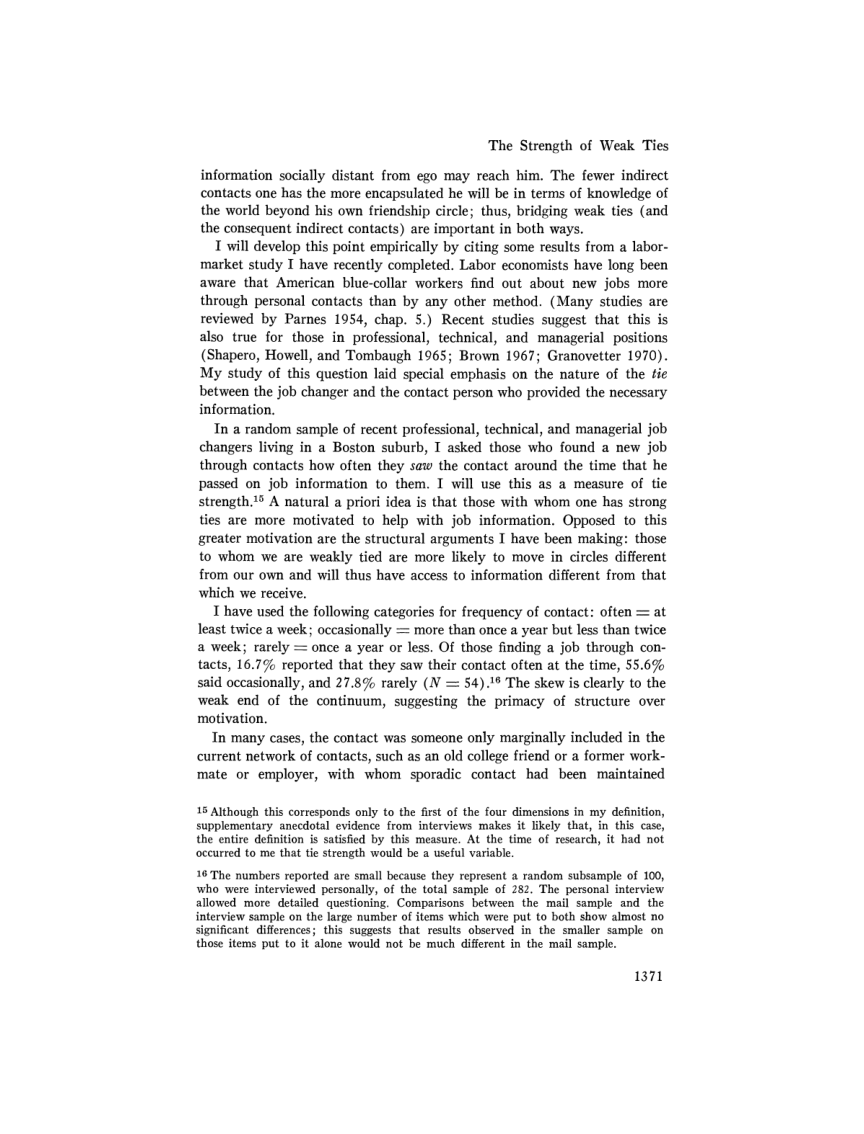 The Strength of Weak Ties
information socially distant from ego may reach him. The fewer indirect
contacts one has the more encapsulated he will be in terms of knowledge of
the world beyond his own friendship circle; thus, bridging weak ties (and
the consequent indirect contacts) are important in both ways.
I will develop this point empirically by citing some results from a labor-
market study I have recently completed. Labor economists have long been
aware that American blue-collar workers find out about new jobs more
through personal contacts than by any other method. (Many studies are
reviewed by Parnes 1954, chap. 5.) Recent studies suggest that this is
also true for those in professional, technical, and managerial positions
(Shapero, Howell, and Tombaugh 1965; Brown 1967; Granovetter 1970).
My study of this question laid special emphasis on the nature of the tie
between the job changer and the contact person who provided the necessary
information.
In a random sample of recent professional, technical, and managerial job
changers living in a Boston suburb, I asked those who found a new job
through contacts how often they saw the contact around the time that he
passed on job information to them. I will use this as a measure of tie
strength.15 A natural a priori idea is that those with whom one has strong
ties are more motivated to help with job information. Opposed to this
greater motivation are the structural arguments I have been making: those
to whom we are weakly tied are more likely to move in circles different
from our own and will thus have access to information different from that
which we receive.
I have used the following categories for frequency of contact: often = at
least twice a week; occasionally = more than once a year but less than twice
a week; rarely = once a year or less. Of those finding a job through con-
tacts, 16.7% reported that they saw their contact often at the time, 55.6%
said occasionally, and 27.8% rarely (N = 54).16 The skew is clearly to the
weak end of the continuum, suggesting the primacy of structure over
motivation.
In many cases, the contact was someone only marginally included in the
current network of contacts, such as an old college friend or a former work-
mate or employer, with whom sporadic contact had been maintained
15 Although this corresponds only to the first of the four dimensions in my definition,
supplementary anecdotal evidence from interviews makes it likely that, in this case,
the entire definition is satisfied by this measure. At the time of research, it had not
occurred to me that tie strength would be a useful variable.
16 The numbers reported are small because they represent a random subsample of 100,
who were interviewed personally, of the total sample of 282. The personal interview
allowed more detailed questioning. Comparisons between the mail sample and the
interview sample on the large number of items which were put to both show almost no
significant differences; this suggests that results observed in the smaller sample on
those items put to it alone would not be much different in the mail sample.
1371